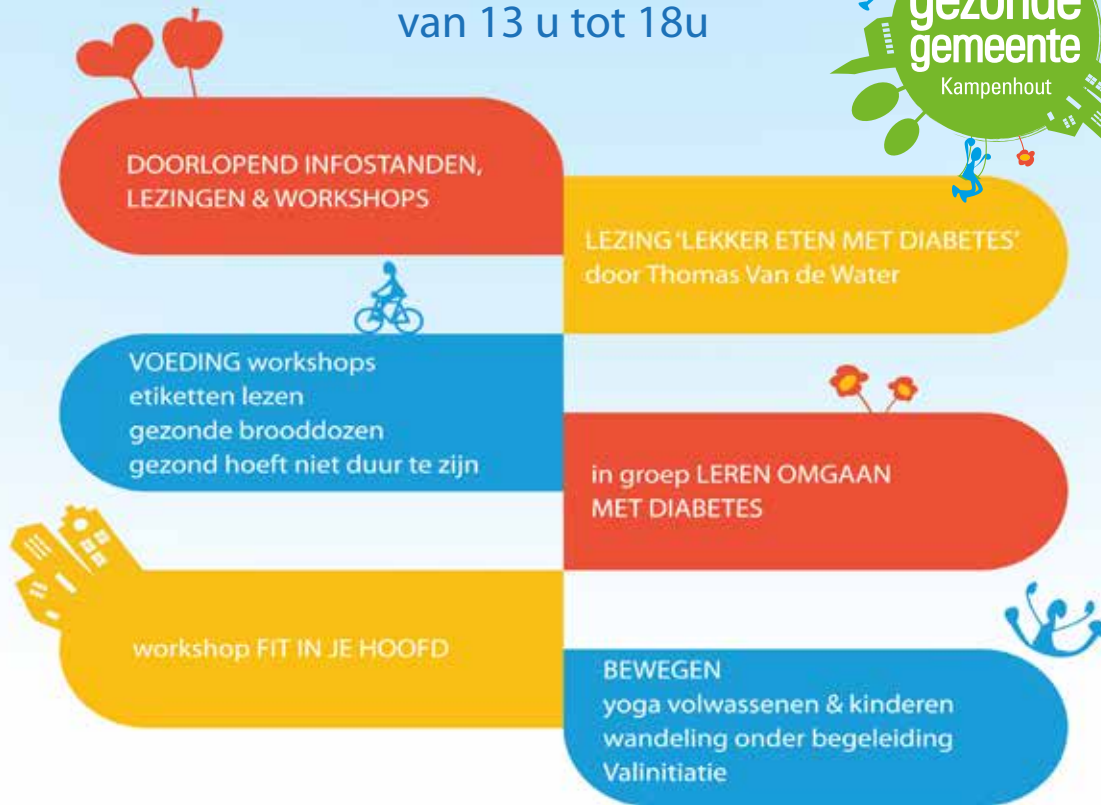 van 13 u tot 18u
gezonde
gemeente
Kampenhout
DOORLOPEND INFOSTANDEN,
LEZINGEN & WORKSHOPS
LEZING ‘LEKKER ETEN MET DIABETES’
door Thomas Van de Water
VOEDING workshops
etiketten lezen
gezonde brooddozen
gezond hoeft niet duur te zijn
in groep LEREN OMGAAN
MET DIABETES
workshop FIT IN JE HOOFD
BEWEGEN
yoga volwassenen & kinderen
wandeling onder begeleiding
Valinitiatie